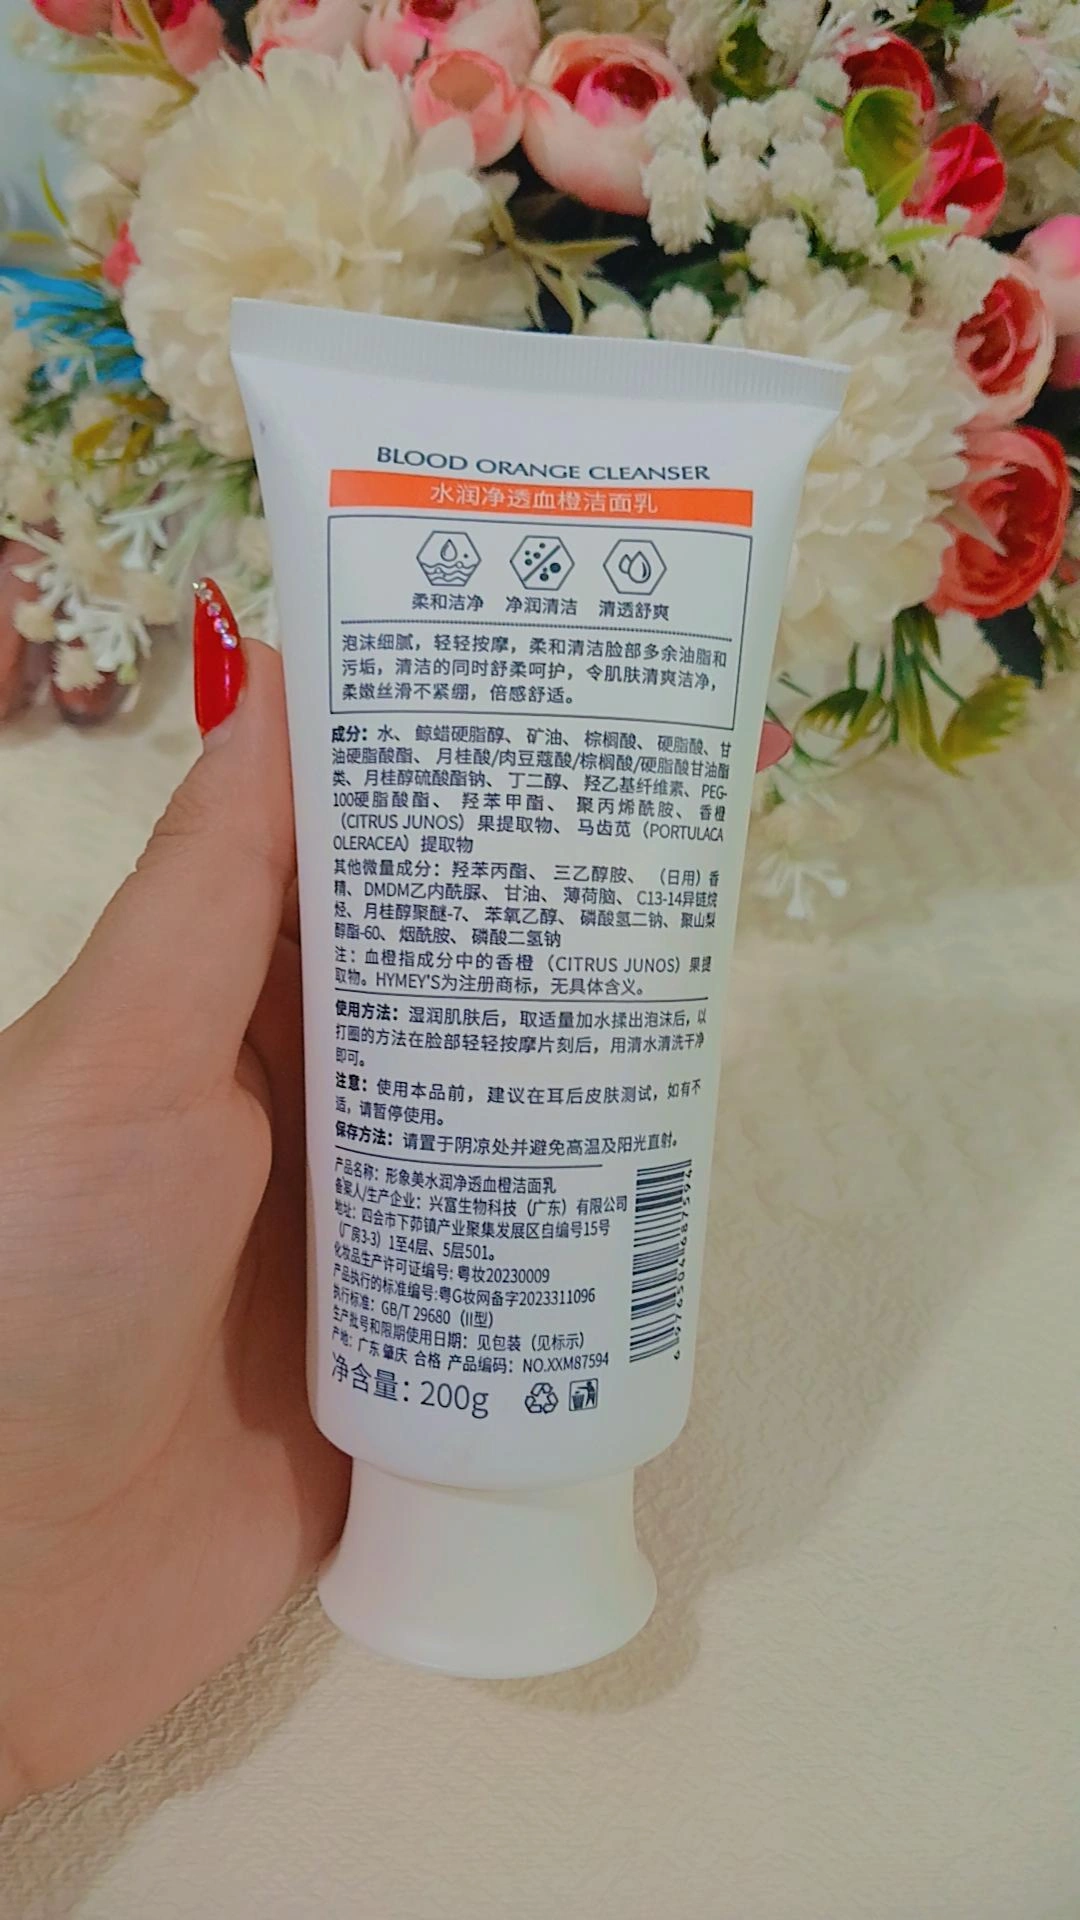 BLOOD ORANGE CLEANSER
水润净透血橙洁面乳
柔和洁净 净润清洁 清透舒爽
泡沫细腻，轻轻按摩，柔和清洁脸部多余油脂和
污垢，清洁的同时舒柔呵护，令肌肤清爽洁净，
柔嫩丝滑不紧绷，倍感舒适。
成分：水、鲸蜡硬脂醇、矿油、棕榈酸、硬脂酸、甘
油硬脂酸酯、月桂酸/肉豆蔻酸/棕榈酸/硬脂酸甘油酯
类、月桂醇硫酸酯钠、丁二醇、羟乙基纤维素、PEG-
100硬脂酸酯、羟苯甲酯、聚丙烯酰胺、香橙
（CITRUS JUNOS）果提取物、马齿苋（PORTULACA
OLERACEA）提取物
其他微量成分：羟苯丙酯、三乙醇胺、（日用）香
精、DMDM乙内酰脲、甘油、薄荷脑、C13-14异链烷
烃、月桂醇聚醚-7、苯氧乙醇、磷酸氢二钠、聚山梨
醇酯-60、烟酰胺、磷酸二氢钠
注：血橙指成分中的香橙（CITRUS JUNOS）果提
取物。HYMEY'S为注册商标，无具体含义。
使用方法：湿润肌肤后，取适量加水揉出泡沫后，以
打圈的方法在脸部轻轻按摩片刻后，用清水清洗干净
即可。
注意：使用本品前，建议在耳后皮肤测试，如有不
适，请暂停使用。
保存方法：请置于阴凉处并避免高温及阳光直射。
产品名称：形象美水润净透血橙洁面乳
备案人/生产企业：兴富生物科技（广东）有限公司
地址：四会市下茆镇产业聚集发展区自编号15号
（厂房3-3）1至4层、5层501。
化妆品生产许可证编号: 粤妆20230009
产品执行的标准编号:粤G妆网备字2023311096
执行标准：GB/T 29680（II型）
生产批号和限期使用日期：见包装（见标示）
产地：广东 肇庆 合格 产品编码：NO.XXM87594
净含量：200g
6 976504 687594